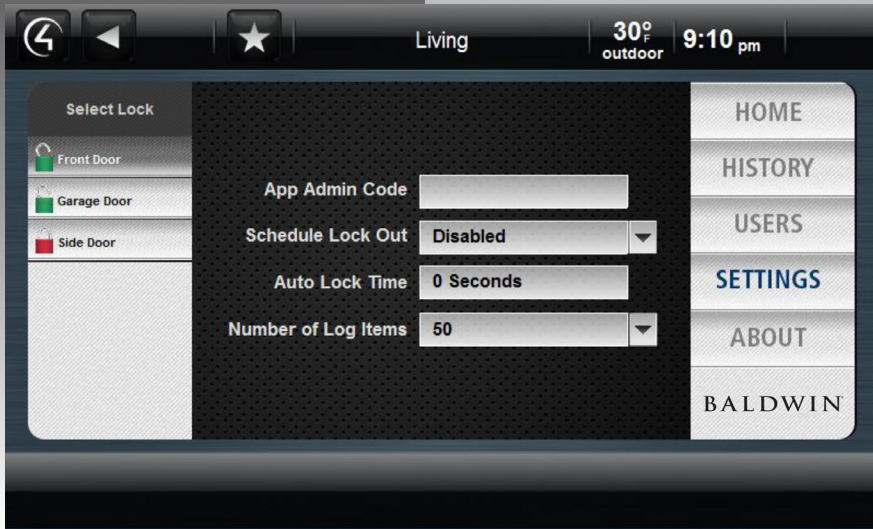 Living
30°F
outdoor
9:10 pm
Select Lock
Front Door
Garage Door
Side Door
App Admin Code
Schedule Lock Out Disabled
Auto Lock Time 0 Seconds
Number of Log Items 50
HOME
HISTORY
USERS
SETTINGS
ABOUT
BALDWIN